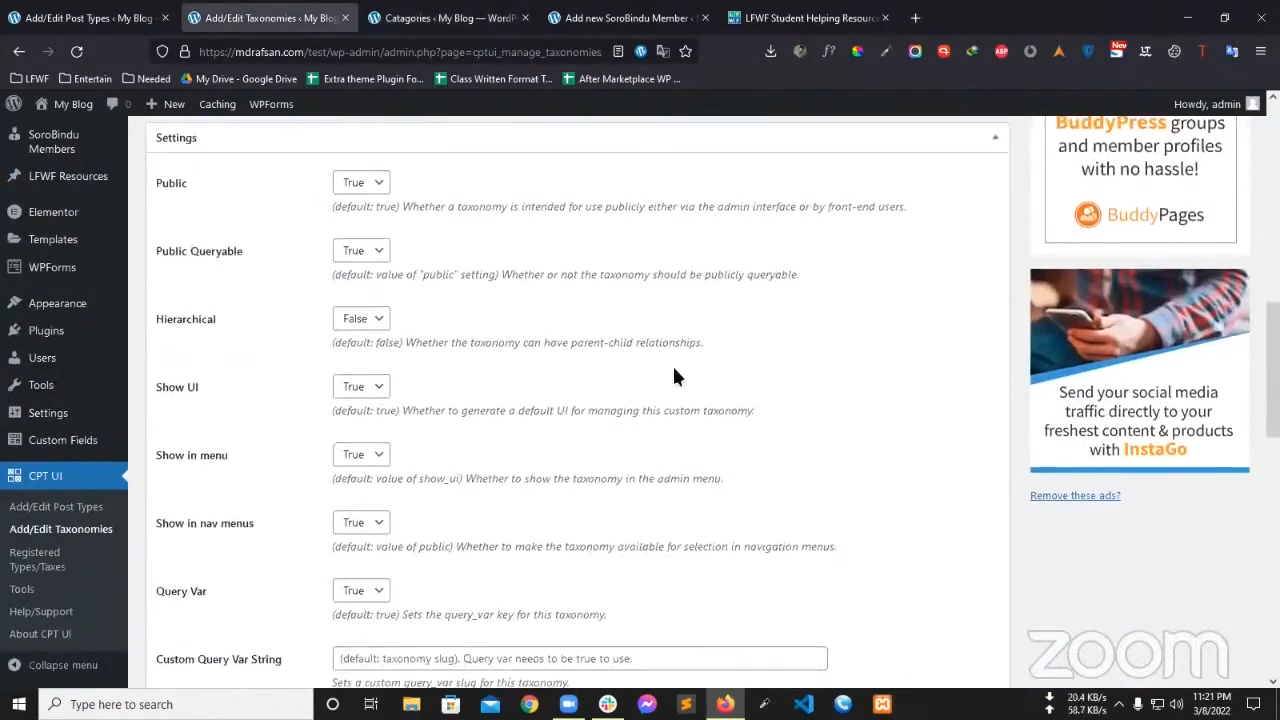 Add/Edit Post Types ‹ My Blog
Add/Edit Taxonomies ‹ My Blog
Catagories ‹ My Blog — WordP
Add new SoroBindu Member ‹
LFWF Student Helping Resource
https://mdrafsan.com/test/wp-admin/admin.php?page=cptui_manage_taxonomies
ABP
New
LFWF
Entertain
Needed
My Drive - Google Drive
Extra theme Plugin Fo...
Class Written Format T...
After Marketplace WP ...
My Blog
0
New
Caching
WPForms
Howdy, admin
SoroBindu
Members
LFWF Resources
Elementor
Templates
WPForms
Appearance
Plugins
Users
Tools
Settings
Custom Fields
CPT UI
Add/Edit Post Types
Add/Edit Taxonomies
Registered
Types/Taxes
Tools
Help/Support
About CPT UI
Collapse menu
Settings
Public
True
(default: true) Whether a taxonomy is intended for use publicly either via the admin interface or by front-end users.
Public Queryable
True
(default: value of "public" setting) Whether or not the taxonomy should be publicly queryable.
Hierarchical
False
(default: false) Whether the taxonomy can have parent-child relationships.
Show UI
True
(default: true) Whether to generate a default UI for managing this custom taxonomy.
Show in menu
True
(default: value of show_ui) Whether to show the taxonomy in the admin menu.
Show in nav menus
True
(default: value of public) Whether to make the taxonomy available for selection in navigation menus.
Query Var
True
(default: true) Sets the query_var key for this taxonomy.
Custom Query Var String
(default: taxonomy slug). Query var needs to be true to use.
Sets a custom query_var slug for this taxonomy.
BuddyPress groups
and member profiles
with no hassle!
BuddyPages
Send your social media
traffic directly to your
freshest content & products
with InstaGo
Remove these ads?
zoom
Type here to search
20.4 KB/s
58.7 KB/s
11:21 PM
3/8/2022